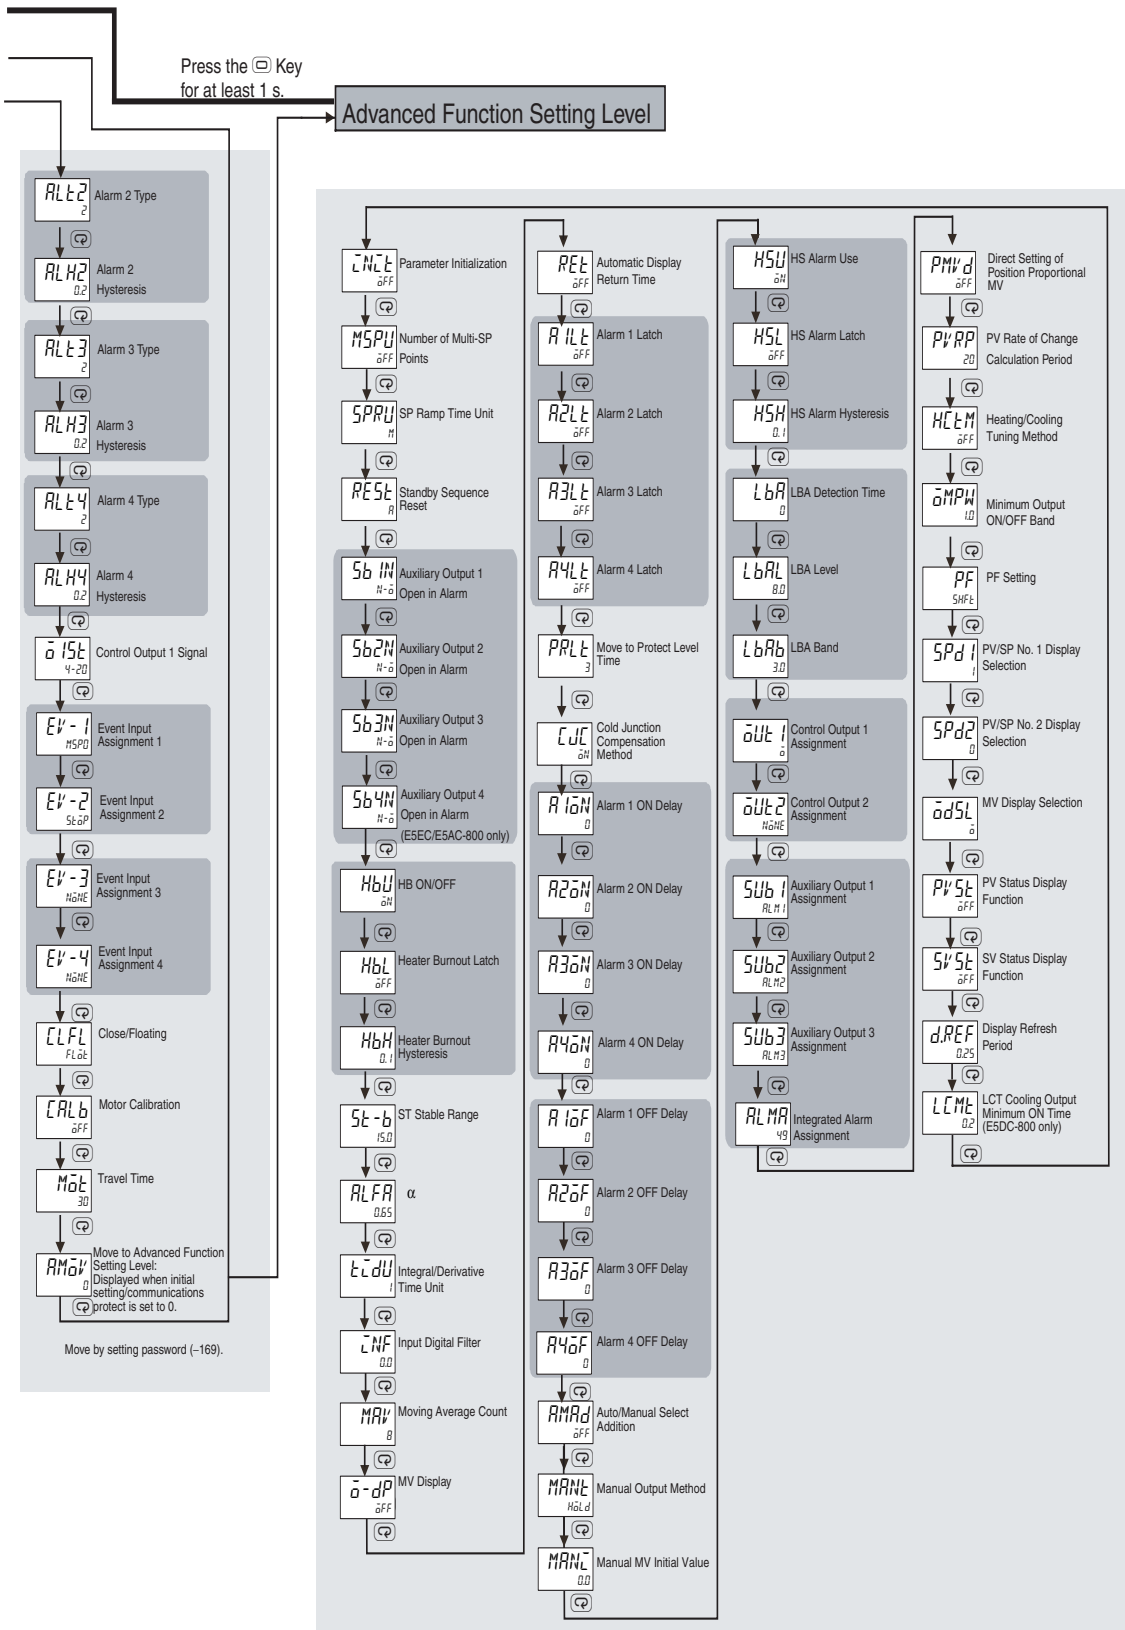 Press the Key
for at least 1 s.
Advanced Function Setting Level
ALt2
2
Alarm 2 Type
ALH2
0.2
Alarm 2
Hysteresis
ALt3
2
Alarm 3 Type
ALH3
0.2
Alarm 3
Hysteresis
ALt4
2
Alarm 4 Type
ALH4
0.2
Alarm 4
Hysteresis
o1St
4-20
Control Output 1 Signal
EV-1
MSPO
Event Input
Assignment 1
EV-2
StoP
Event Input
Assignment 2
EV-3
NoNE
Event Input
Assignment 3
EV-4
NoNE
Event Input
Assignment 4
CLFL
FLot
Close/Floating
CALb
oFF
Motor Calibration
Mot
30
Travel Time
AMoV
0
Move to Advanced Function
Setting Level:
Displayed when initial
setting/communications
protect is set to 0.
Move by setting password (–169).
iNit
oFF
Parameter Initialization
MSPU
oFF
Number of Multi-SP
Points
SPRU
M
SP Ramp Time Unit
RESt
A
Standby Sequence
Reset
Sb1N
N-o
Auxiliary Output 1
Open in Alarm
Sb2N
N-o
Auxiliary Output 2
Open in Alarm
Sb3N
N-o
Auxiliary Output 3
Open in Alarm
Sb4N
N-o
Auxiliary Output 4
Open in Alarm
(E5EC/E5AC-800 only)
HbU
oN
HB ON/OFF
HbL
oFF
Heater Burnout Latch
HbH
0.1
Heater Burnout
Hysteresis
St-b
15.0
ST Stable Range
ALFA
0.65
α
tidU
1
Integral/Derivative
Time Unit
iNF
0.0
Input Digital Filter
MAV
8
Moving Average Count
o-dP
oFF
MV Display
REt
oFF
Automatic Display
Return Time
A1Lt
oFF
Alarm 1 Latch
A2Lt
oFF
Alarm 2 Latch
A3Lt
oFF
Alarm 3 Latch
A4Lt
oFF
Alarm 4 Latch
PRLt
3
Move to Protect Level
Time
CJC
oN
Cold Junction
Compensation
Method
A1oN
0
Alarm 1 ON Delay
A2oN
0
Alarm 2 ON Delay
A3oN
0
Alarm 3 ON Delay
A4oN
0
Alarm 4 ON Delay
A1oF
0
Alarm 1 OFF Delay
A2oF
0
Alarm 2 OFF Delay
A3oF
0
Alarm 3 OFF Delay
A4oF
0
Alarm 4 OFF Delay
AMAd
oFF
Auto/Manual Select
Addition
MANt
HoLd
Manual Output Method
MANi
0.0
Manual MV Initial Value
HSU
oN
HS Alarm Use
HSL
oFF
HS Alarm Latch
HSH
0.1
HS Alarm Hysteresis
LbA
0
LBA Detection Time
LbAL
8.0
LBA Level
LbAb
3.0
LBA Band
oUt1
o
Control Output 1
Assignment
oUt2
NoNE
Control Output 2
Assignment
SUb1
ALM1
Auxiliary Output 1
Assignment
SUb2
ALM2
Auxiliary Output 2
Assignment
SUb3
ALM3
Auxiliary Output 3
Assignment
ALMA
49
Integrated Alarm
Assignment
PMVd
oFF
Direct Setting of
Position Proportional
MV
PVRP
20
PV Rate of Change
Calculation Period
HCtM
oFF
Heating/Cooling
Tuning Method
oMPW
1.0
Minimum Output
ON/OFF Band
PF
SHFt
PF Setting
SPd1
1
PV/SP No. 1 Display
Selection
SPd2
0
PV/SP No. 2 Display
Selection
odSL
o
MV Display Selection
PVSt
oFF
PV Status Display
Function
SVSt
oFF
SV Status Display
Function
d.REF
0.25
Display Refresh
Period
LCMt
0.2
LCT Cooling Output
Minimum ON Time
(E5DC-800 only)